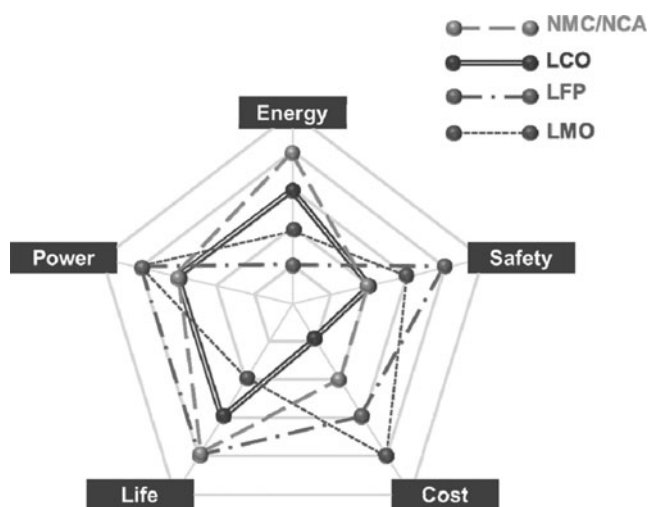 NMC/NCA
LCO
LFP
LMO
Energy
Power
Safety
Life
Cost